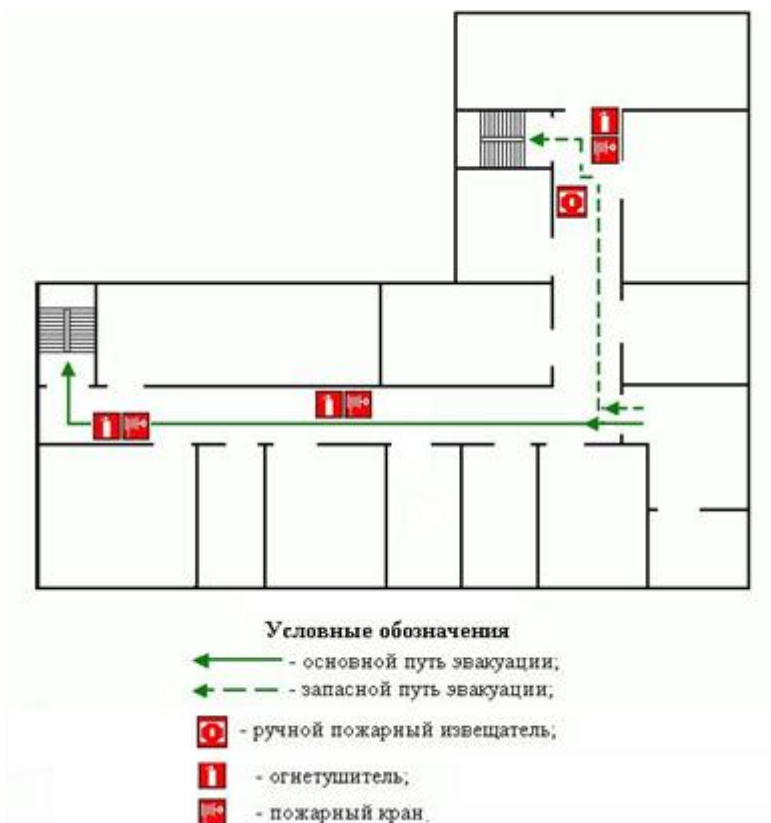 Условные обозначения
- основной путь эвакуации;
- запасной путь эвакуации;
- ручной пожарный извещатель;
- огнетушитель;
- пожарный кран.